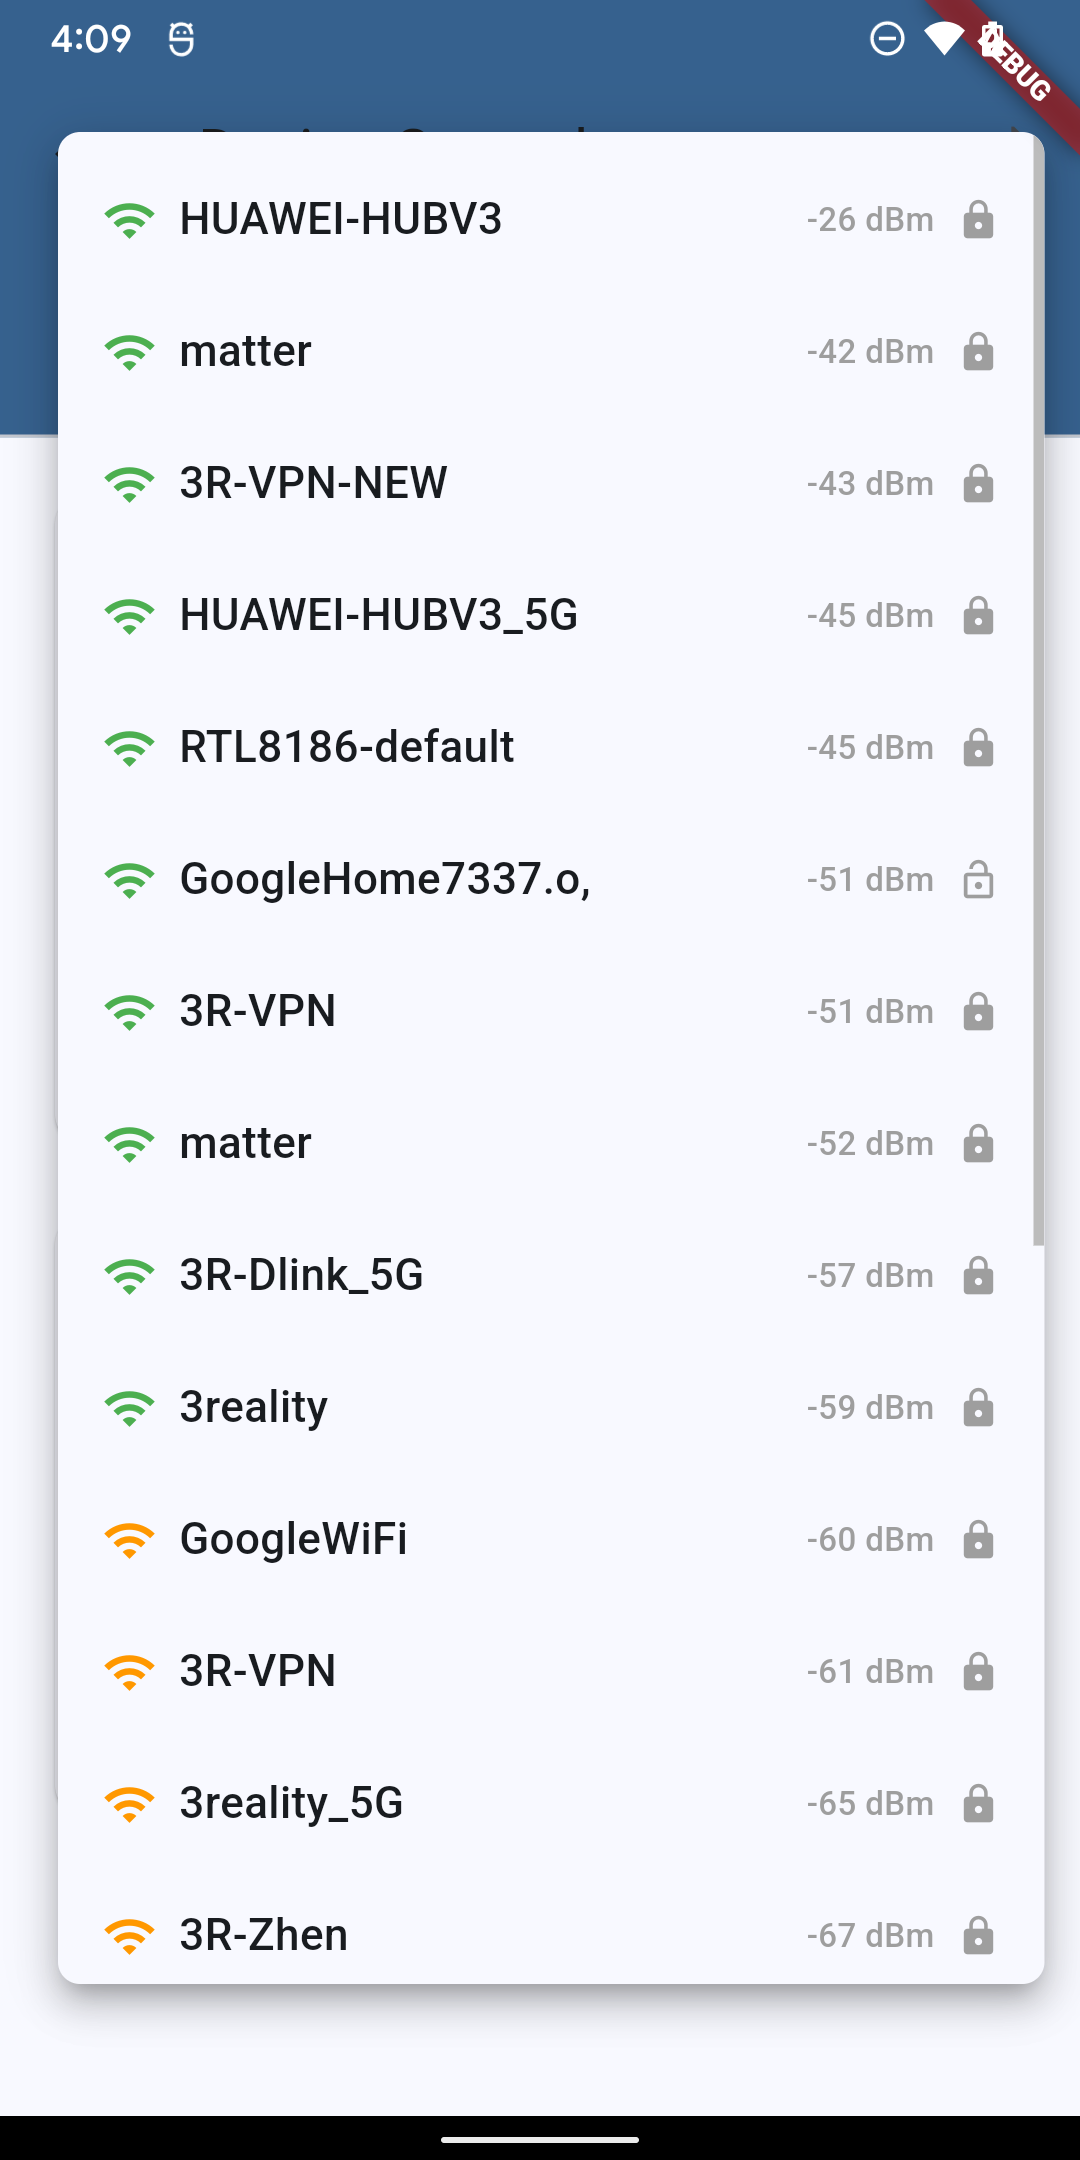 4:09
DEBUG
HUAWEI-HUBV3 -26 dBm
matter -42 dBm
3R-VPN-NEW -43 dBm
HUAWEI-HUBV3_5G -45 dBm
RTL8186-default -45 dBm
GoogleHome7337.o, -51 dBm
3R-VPN -51 dBm
matter -52 dBm
3R-Dlink_5G -57 dBm
3reality -59 dBm
GoogleWiFi -60 dBm
3R-VPN -61 dBm
3reality_5G -65 dBm
3R-Zhen -67 dBm